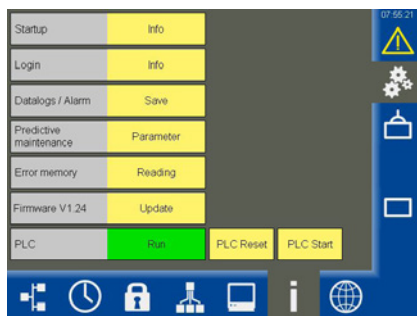 07:55:21
Startup Info
Login Info
Datalogs / Alarm Save
Predictive
maintenance Parameter
Error memory Reading
Firmware V1.24 Update
PLC Run PLC Reset PLC Start
i